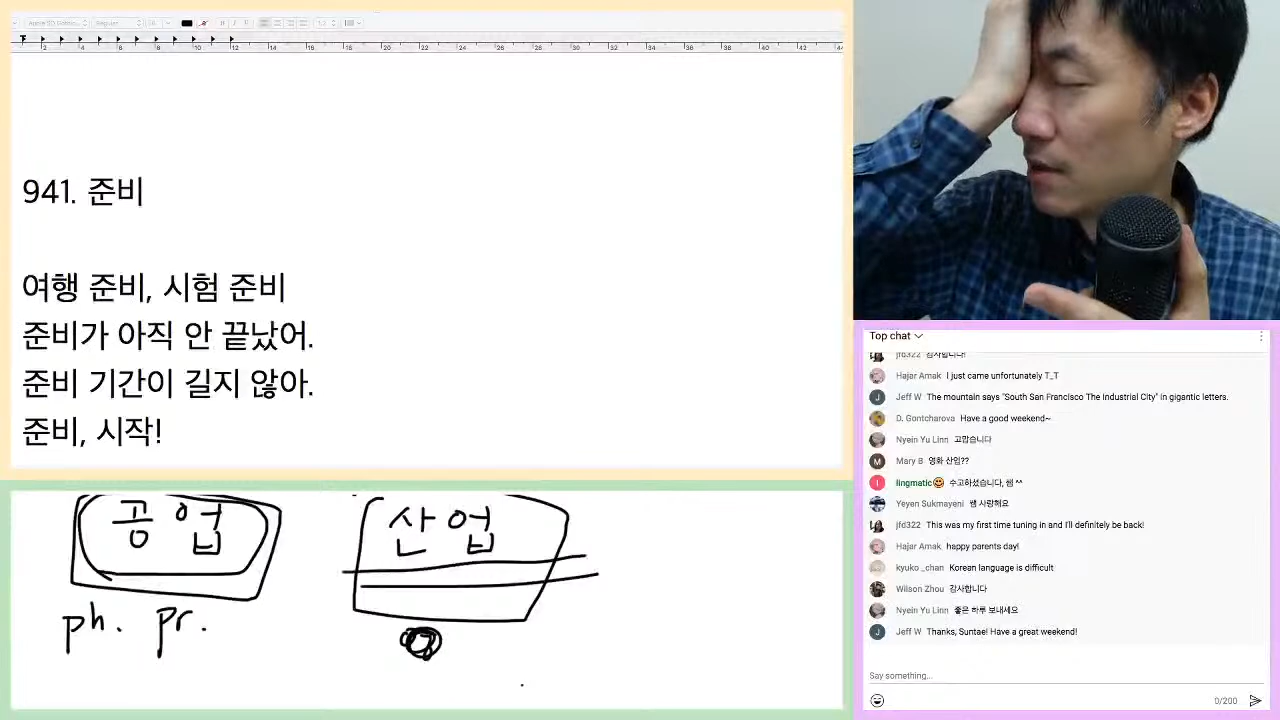 941. 준비
여행 준비, 시험 준비
준비가 아직 안 끝났어.
준비 기간이 길지 않아.
준비, 시작!
공업
산업
ph. pr.
Top chat
jfd322 감사합니다!
Hajar Amak I just came unfortunately T_T
Jeff W The mountain says "South San Francisco The Industrial City" in gigantic letters.
D. Gontcharova Have a good weekend~
Nyein Yu Linn 고맙습니다
Mary B 영화 산업??
lingmatic 수고하셨습니다, 쌤 ^^
Yeyen Sukmayeni 쌤 사랑해요
jfd322 This was my first time tuning in and I'll definitely be back!
Hajar Amak happy parents day!
kyuko _chan Korean language is difficult
Wilson Zhou 감사합니다
Nyein Yu Linn 좋은 하루 보내세요
Jeff W Thanks, Suntae! Have a great weekend!
Say something...
0/200